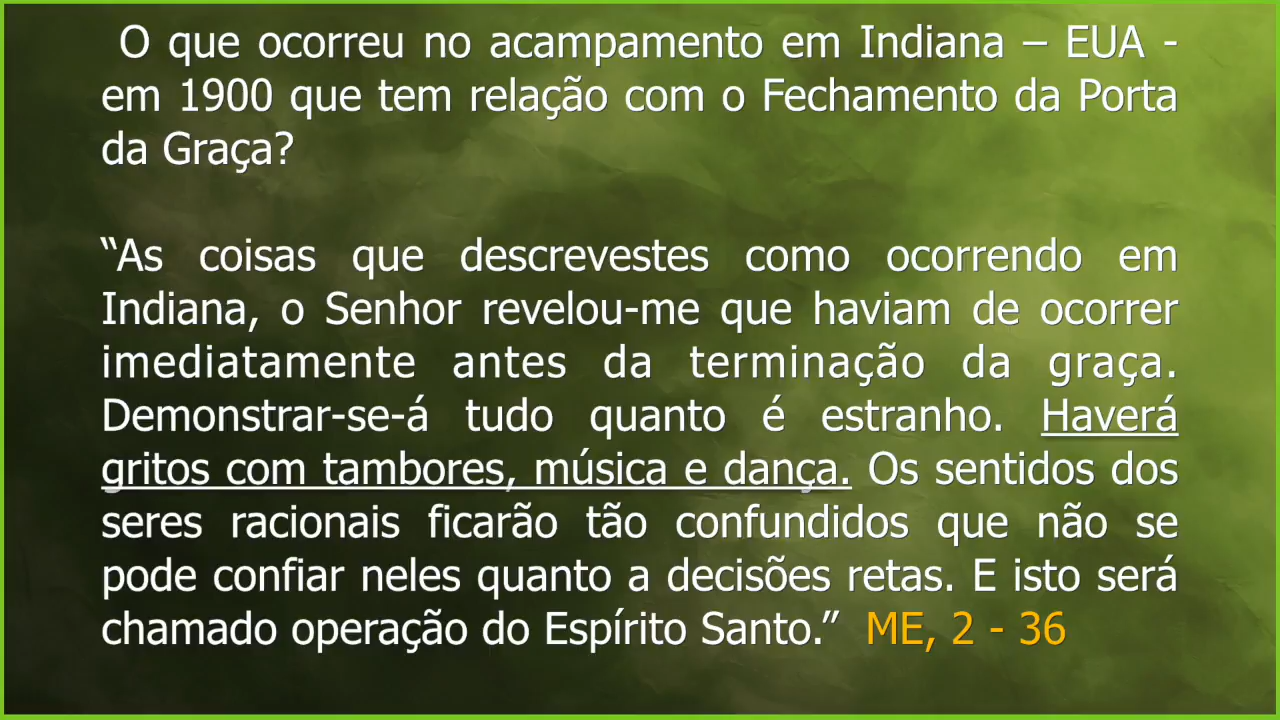 O que ocorreu no acampamento em Indiana – EUA -
em 1900 que tem relação com o Fechamento da Porta
da Graça?
“As coisas que descrevestes como ocorrendo em
Indiana, o Senhor revelou-me que haviam de ocorrer
imediatamente antes da terminação da graça.
Demonstrar-se-á tudo quanto é estranho. Haverá
gritos com tambores, música e dança. Os sentidos dos
seres racionais ficarão tão confundidos que não se
pode confiar neles quanto a decisões retas. E isto será
chamado operação do Espírito Santo.” ME, 2 - 36